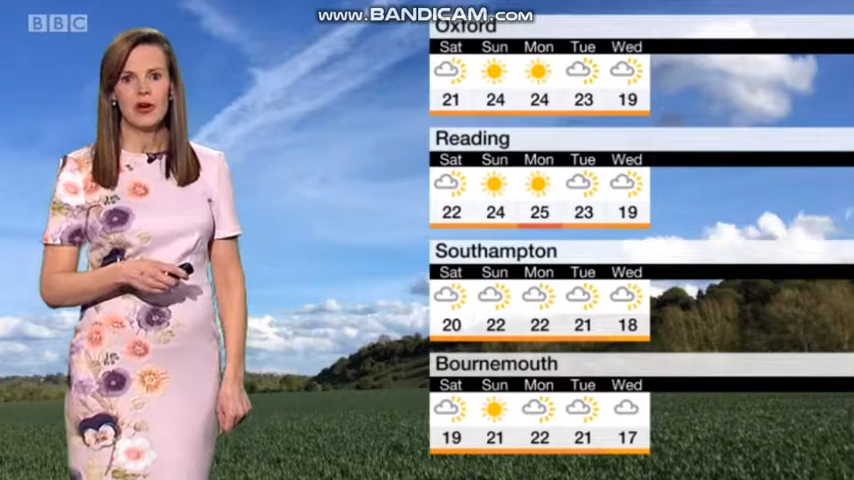 BBC
www.BANDICAM.com
Oxford
Sat Sun Mon Tue Wed
21 24 24 23 19
Reading
Sat Sun Mon Tue Wed
22 24 25 23 19
Southampton
Sat Sun Mon Tue Wed
20 22 22 21 18
Bournemouth
Sat Sun Mon Tue Wed
19 21 22 21 17